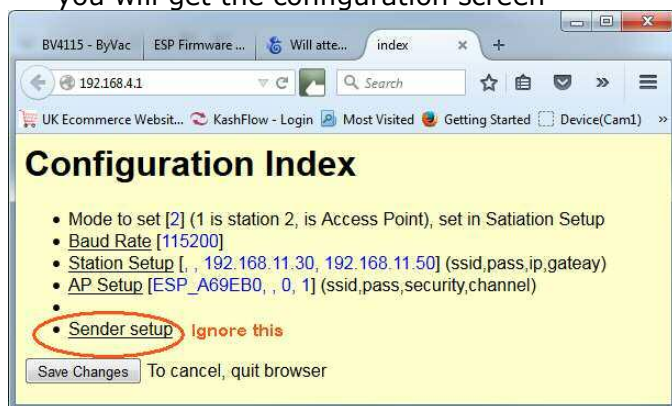 you will get the configuration screen
BV4115 - ByVac ESP Firmware ... Will atte... index × +
192.168.4.1 Search »
UK Ecommerce Websit... KashFlow - Login Most Visited Getting Started Device(Cam1) »
Configuration Index
• Mode to set [2] (1 is station 2, is Access Point), set in Satiation Setup
• Baud Rate [115200]
• Station Setup [, , 192.168.11.30, 192.168.11.50] (ssid,pass,ip,gateay)
• AP Setup [ESP_A69EB0, , 0, 1] (ssid,pass,security,channel)
•
• Sender setup Ignore this
Save Changes To cancel, quit browser